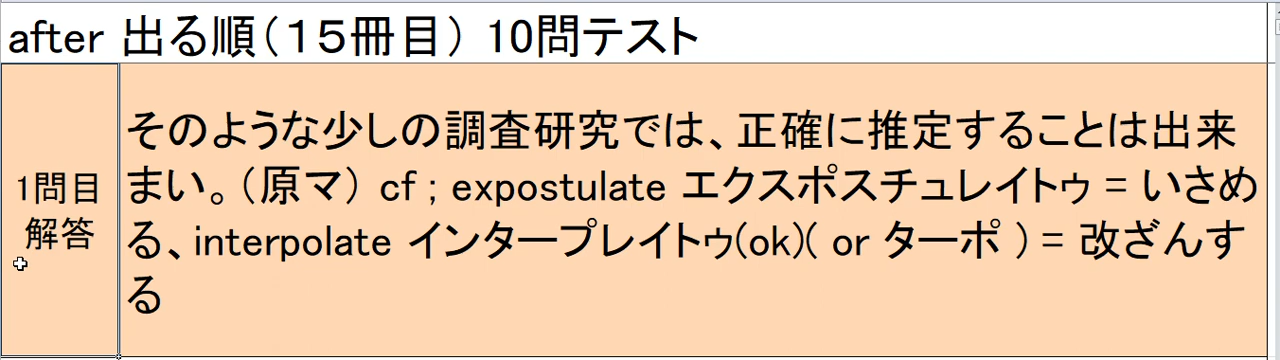 after 出る順（１５冊目） 10問テスト
そのような少しの調査研究では、正確に推定することは出来
まい。（原マ） cf ; expostulate エクスポスチュレイトゥ = いさめ
1問目
解答
る、interpolate インタープレイトゥ(ok)( or ターポ ) = 改ざんす
る